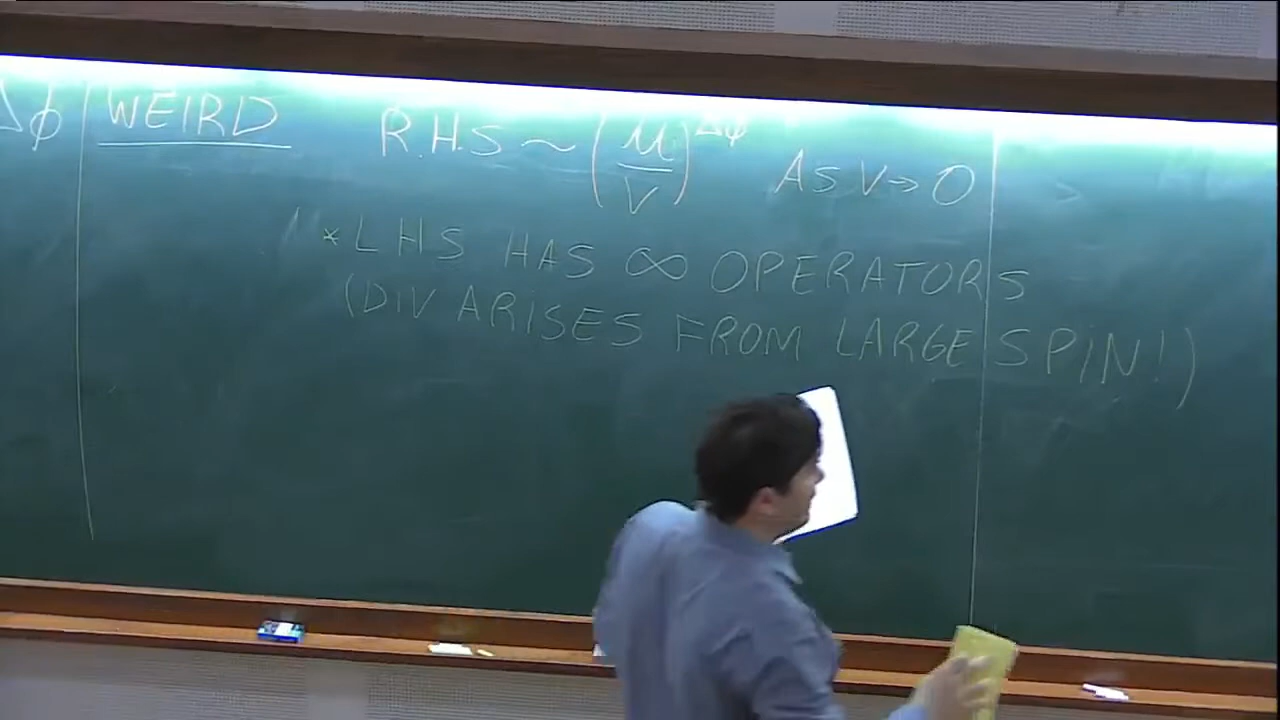 Δϕ WEIRD R.H.S ~ (u/v)^Δϕ AS V → 0
* LHS HAS ∞ OPERATORS
(DIV ARISES FROM LARGE SPIN!)